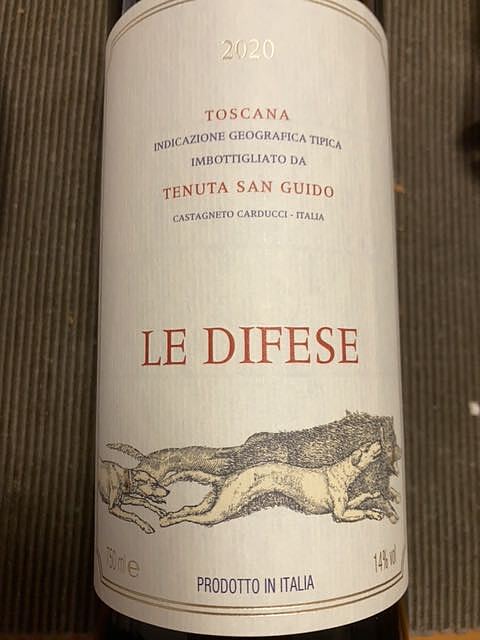 2020
TOSCANA
INDICAZIONE GEOGRAFICA TIPICA
IMBOTTIGLIATO DA
TENUTA SAN GUIDO
CASTAGNETO CARDUCCI - ITALIA
LE DIFESE
750 ml e
PRODOTTO IN ITALIA
14% vol